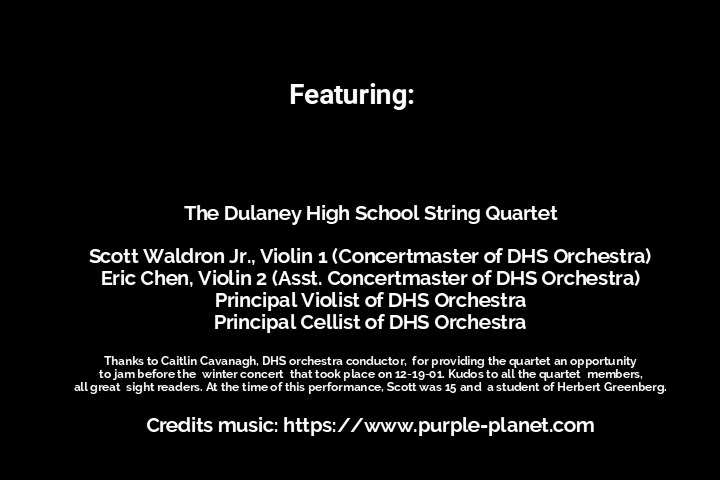 Featuring:
The Dulaney High School String Quartet
Scott Waldron Jr., Violin 1 (Concertmaster of DHS Orchestra)
Eric Chen, Violin 2 (Asst. Concertmaster of DHS Orchestra)
Principal Violist of DHS Orchestra
Principal Cellist of DHS Orchestra
Thanks to Caitlin Cavanagh, DHS orchestra conductor, for providing the quartet an opportunity
to jam before the winter concert that took place on 12-19-01. Kudos to all the quartet members,
all great sight readers. At the time of this performance, Scott was 15 and a student of Herbert Greenberg.
Credits music: https://www.purple-planet.com